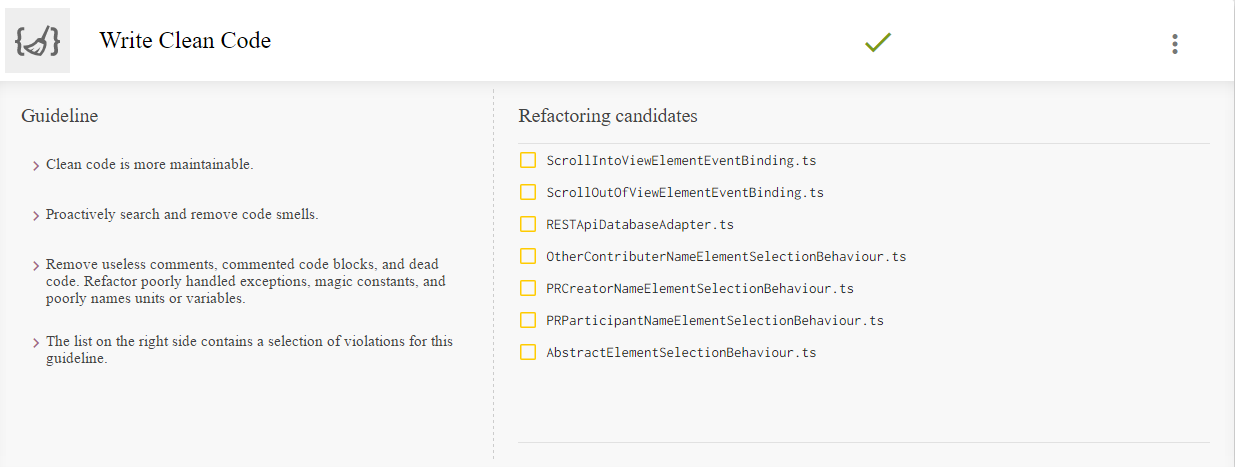 Write Clean Code
Guideline
Clean code is more maintainable.
Proactively search and remove code smells.
Remove useless comments, commented code blocks, and dead
code. Refactor poorly handled exceptions, magic constants, and
poorly names units or variables.
The list on the right side contains a selection of violations for this
guideline.
Refactoring candidates
ScrollIntoViewElementEventBinding.ts
ScrollOutOfViewElementEventBinding.ts
RESTApiDatabaseAdapter.ts
OtherContributerNameElementSelectionBehaviour.ts
PRCreatorNameElementSelectionBehaviour.ts
PRParticipantNameElementSelectionBehaviour.ts
AbstractElementSelectionBehaviour.ts